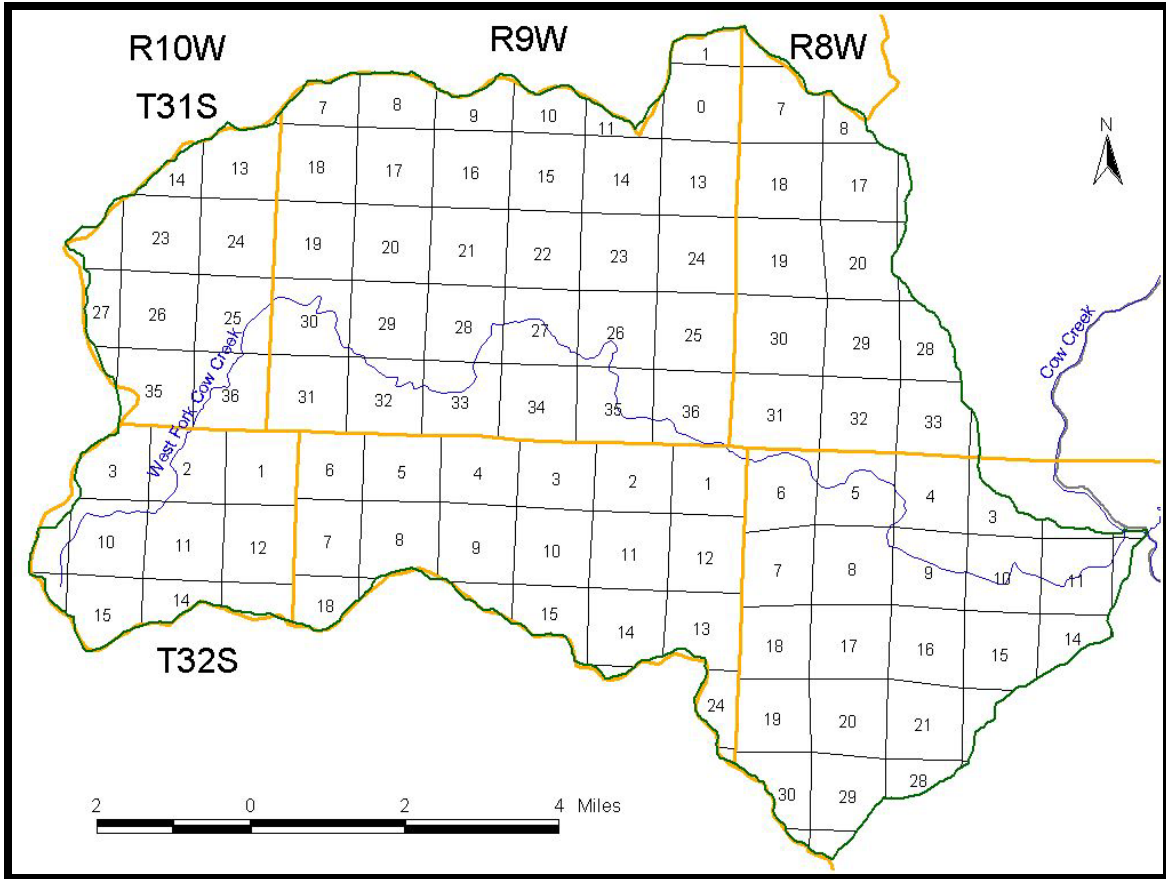 R10W R9W R8W
T31S
1
7 8 9 10 11 0 7 8
N
14 13 18 17 16 15 14 13 18 17
23 24 19 20 21 22 23 24 19 20
27 26 25 30 29 28 27 26 25 30 29 28
West Fork Cow Creek
Cow Creek
35 36 31 32 33 34 35 36 31 32 33
3 2 1 6 5 4 3 2 1 6 5 4 3
10 11 12 7 8 9 10 11 12 7 8 9 10 11
15 14 18 15 14 13 18 17 16 15 14
T32S
24 19 20 21
30 29 28
2 0 2 4 Miles